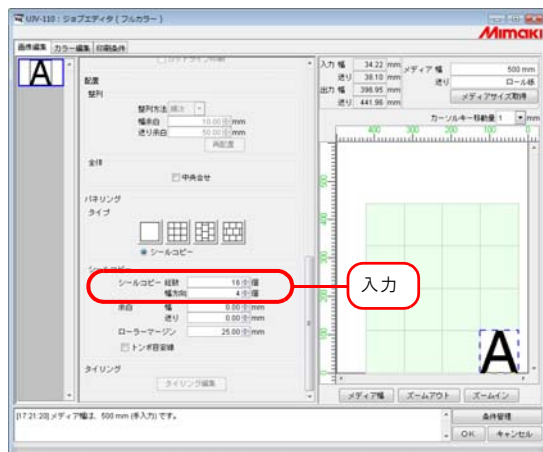 UJV-110：ジョブエディタ ( フルカラー )
Mimaki
画像編集 カラー編集 印刷条件
配置
整列
整列方法 横次
幅余白 10.00 mm
送り余白 50.00 mm
再配置
全体
中央合せ
パネリング
タイプ
シールコピー
シールコピー
シールコピー 総数 16 個
幅方向 4 個
余白 幅 0.00 mm
送り 0.00 mm
ローラーマージン 25.00 mm
トンボ目容線
タイリング
タイリング編集
入力 幅 34.22 mm
送り 38.10 mm
出力 幅 396.95 mm
送り 441.96 mm
メディア 幅 500 mm
送り ロール様
メディアサイズ取得
カーソルキー移動量 1 mm
400 300 200 100 0
A
入力
A
メディア幅 ズームアウト ズームイン
[17:21:20] メディア幅は、500 mm (手入力) です。
条件管理
OK キャンセル